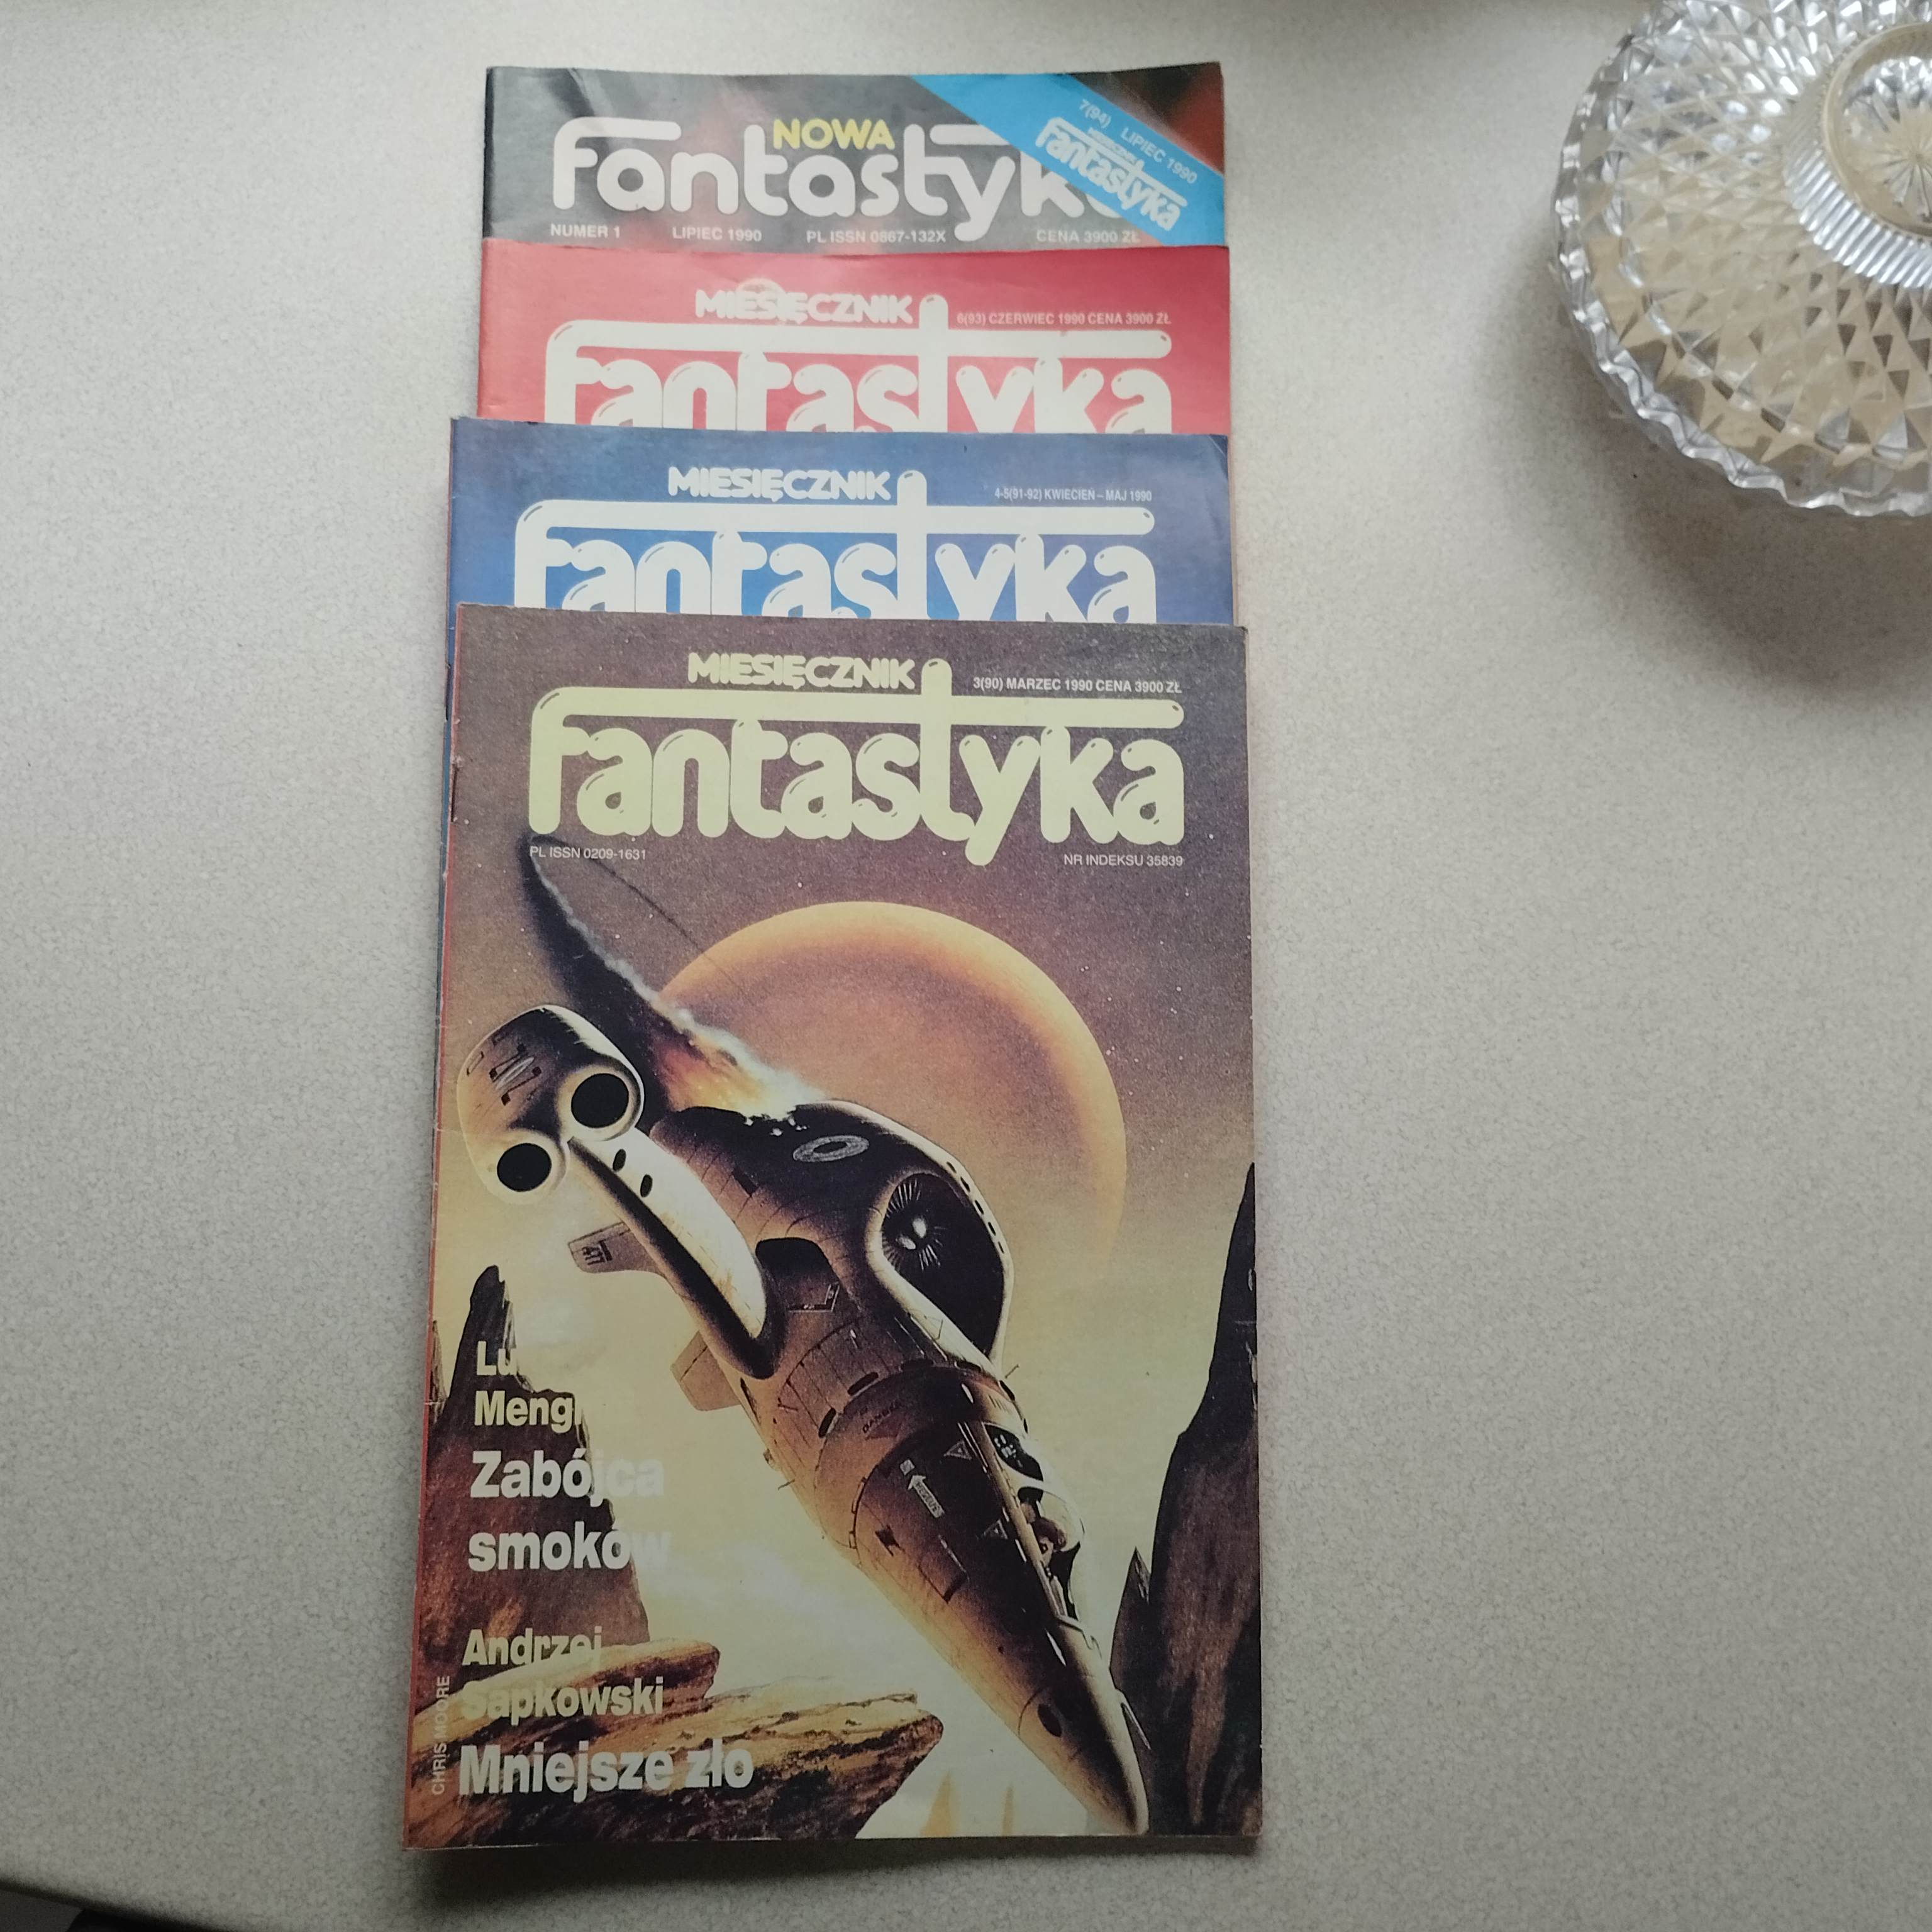 NOWA
fantastyka
7(94) LIPIEC 1990
MIESIĘCZNIK
fantastyka
NUMER 1 LIPIEC 1990 PL ISSN 0867-132X CENA 3900 ZŁ
MIESIĘCZNIK
6(93) CZERWIEC 1990 CENA 3900 ZŁ
fantastyka
MIESIĘCZNIK
4-5(91-92) KWIECIEŃ – MAJ 1990
fantastyka
MIESIĘCZNIK
3(90) MARZEC 1990 CENA 3900 ZŁ
fantastyka
PL ISSN 0209-1631 NR INDEKSU 35839
Zabójca
smoków
Andrzej
Sapkowski
Mniejsze zło
CHRIS MOORE